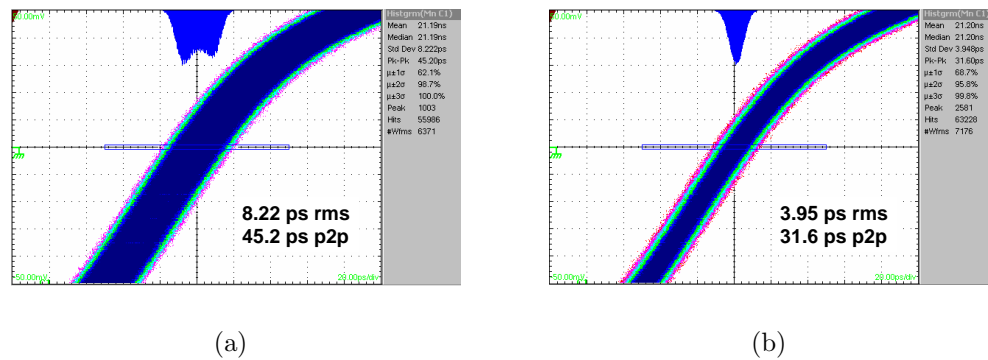 40.00mV
Histgrm(Mn C1)
Mean 21.19ns
Median 21.19ns
Std Dev 8.222ps
Pk-Pk 45.20ps
µ±1σ 62.1%
µ±2σ 98.7%
µ±3σ 100.0%
Peak 1003
Hits 55986
#Wfms 6371
8.22 ps rms
45.2 ps p2p
-50.00mV
20.00ps/div
(a)
40.00mV
Histgrm(Mn C1)
Mean 21.20ns
Median 21.20ns
Std Dev 3.948ps
Pk-Pk 31.60ps
µ±1σ 68.7%
µ±2σ 95.8%
µ±3σ 99.8%
Peak 2581
Hits 63228
#Wfms 7176
3.95 ps rms
31.6 ps p2p
-50.00mV
20.00ps/div
(b)